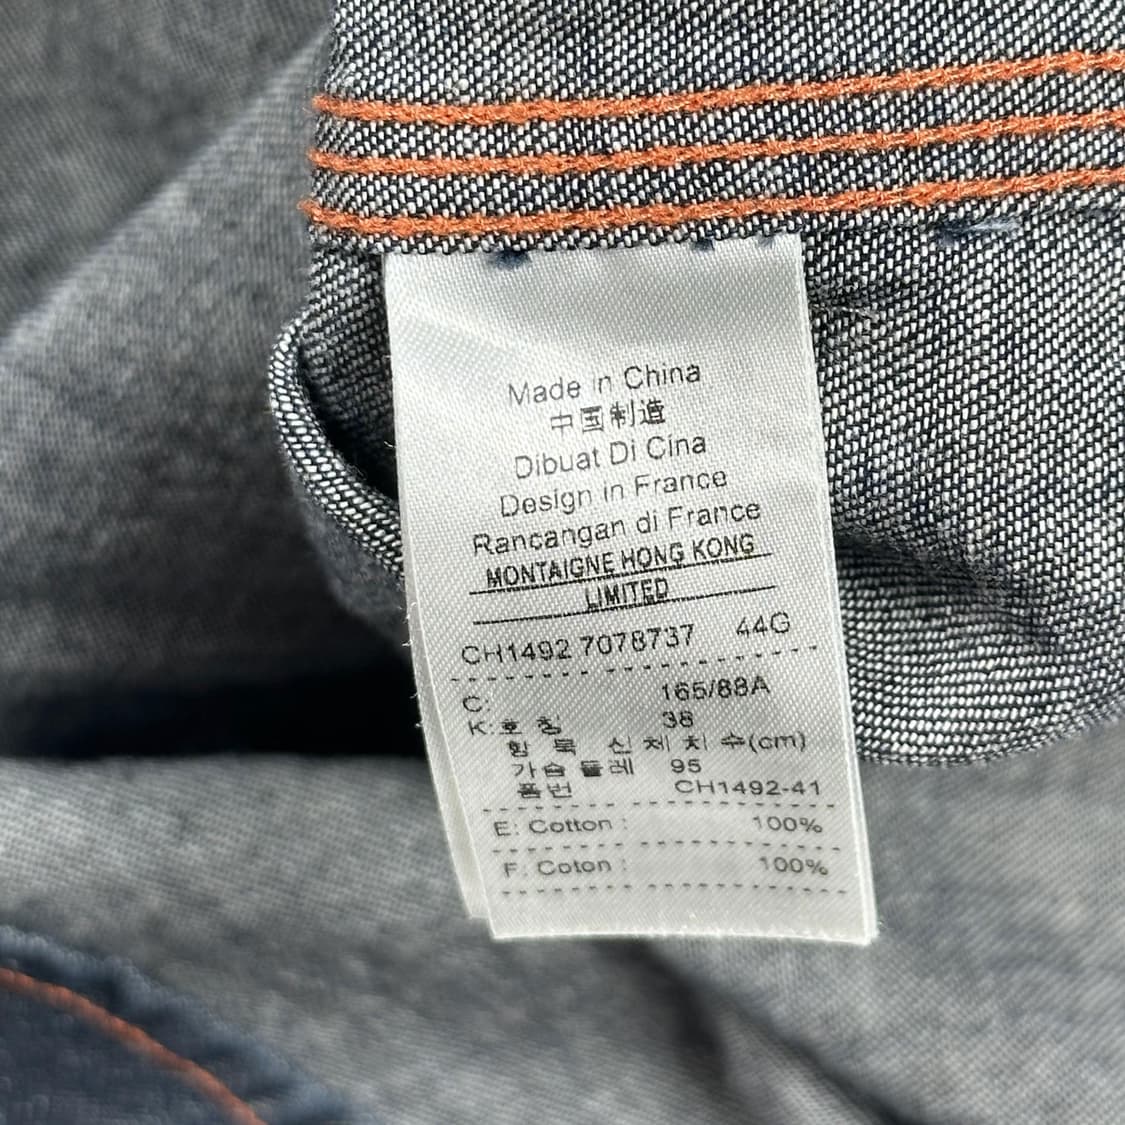 Made in China
中国制造
Dibuat Di Cina
Design in France
Rancangan di France
MONTAIGNE HONG KONG
LIMITED
CH1492 7078737 44G
C: 165/88A
K: 호 칭 38
항 목 신 체 치 수(cm)
가슴 둘레 95
품번 CH1492-41
E: Cotton : 100%
F: Coton : 100%